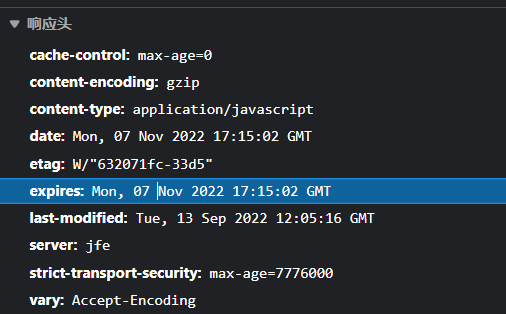 响应头
cache-control: max-age=0
content-encoding: gzip
content-type: application/javascript
date: Mon, 07 Nov 2022 17:15:02 GMT
etag: W/"632071fc-33d5"
expires: Mon, 07 Nov 2022 17:15:02 GMT
last-modified: Tue, 13 Sep 2022 12:05:16 GMT
server: jfe
strict-transport-security: max-age=7776000
vary: Accept-Encoding